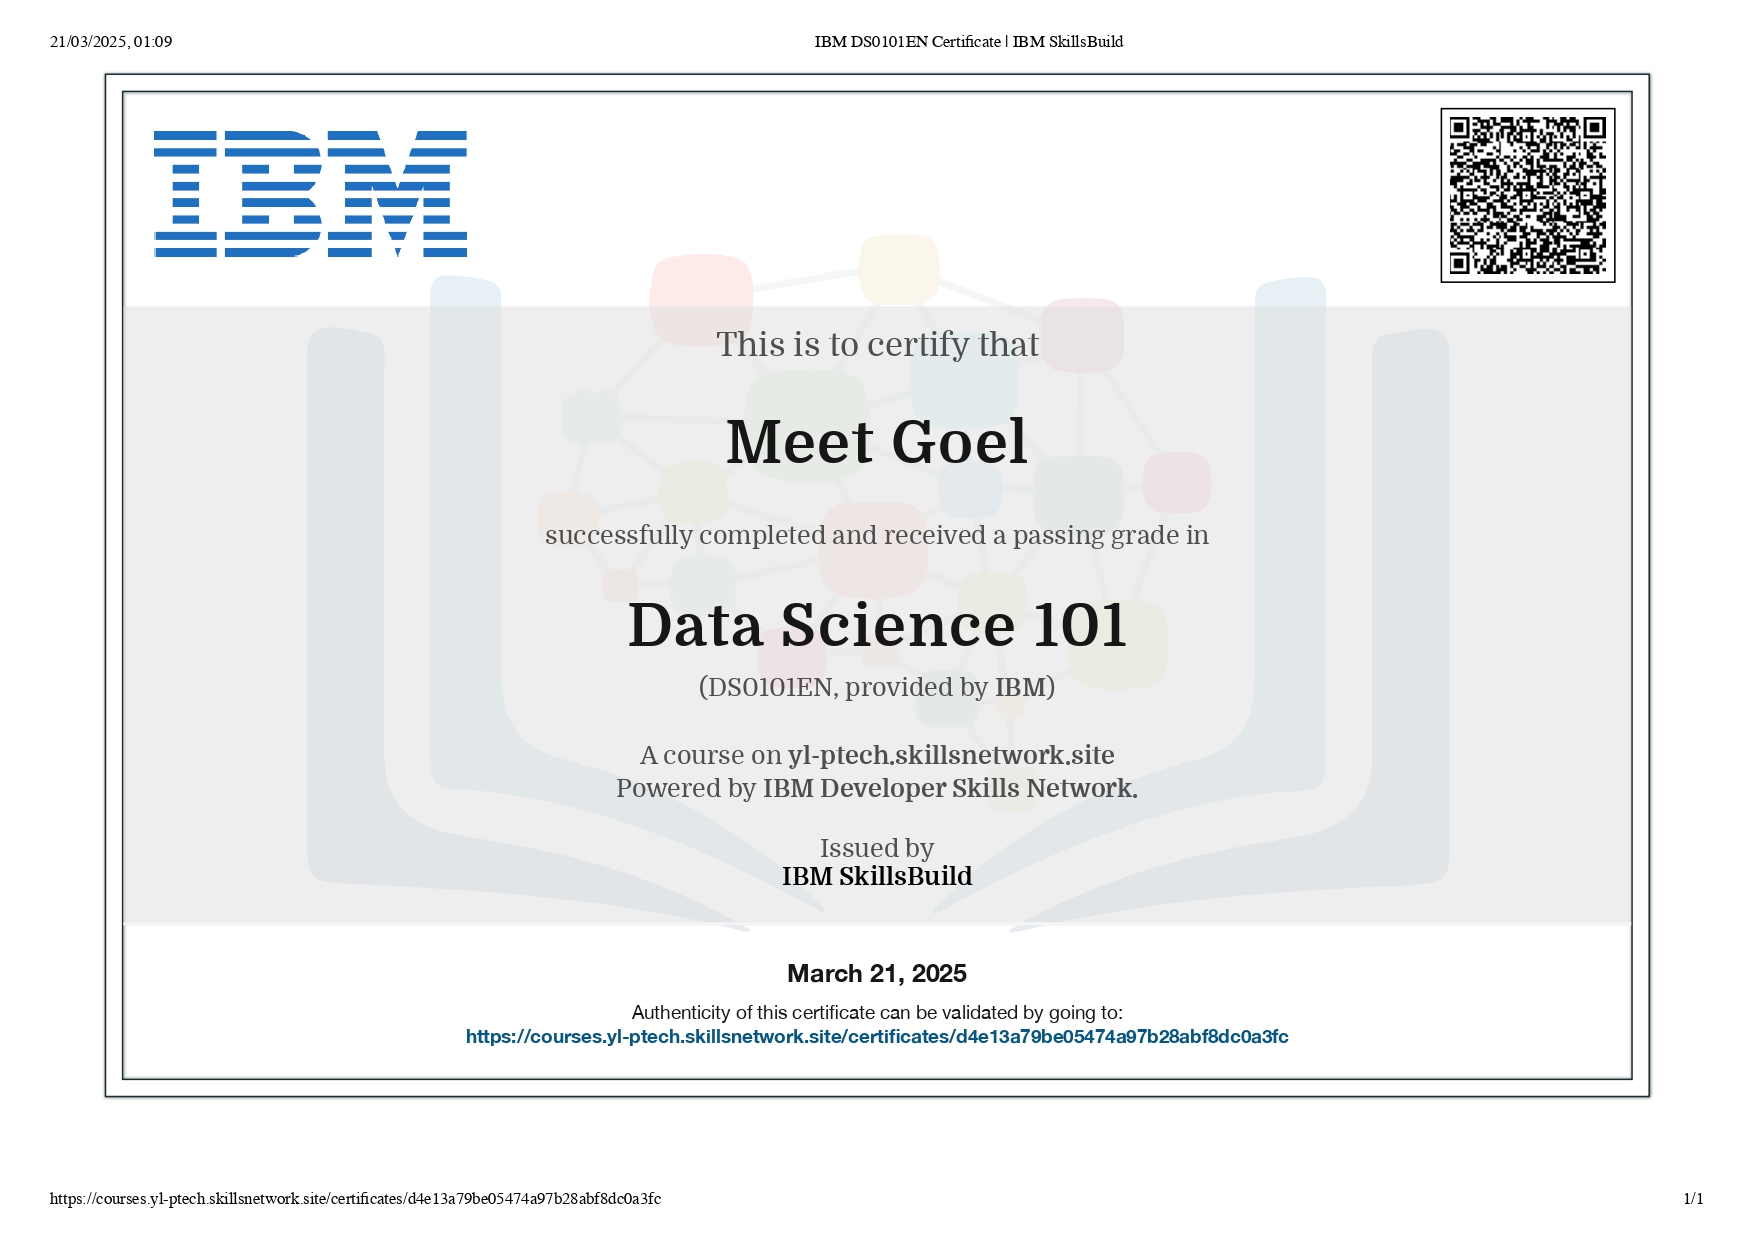 21/03/2025, 01:09
IBM DS0101EN Certificate | IBM SkillsBuild
IBM
This is to certify that
Meet Goel
successfully completed and received a passing grade in
Data Science 101
(DS0101EN, provided by IBM)
A course on yl-ptech.skillsnetwork.site
Powered by IBM Developer Skills Network.
Issued by
IBM SkillsBuild
March 21, 2025
Authenticity of this certificate can be validated by going to:
https://courses.yl-ptech.skillsnetwork.site/certificates/d4e13a79be05474a97b28abf8dc0a3fc
https://courses.yl-ptech.skillsnetwork.site/certificates/d4e13a79be05474a97b28abf8dc0a3fc
1/1